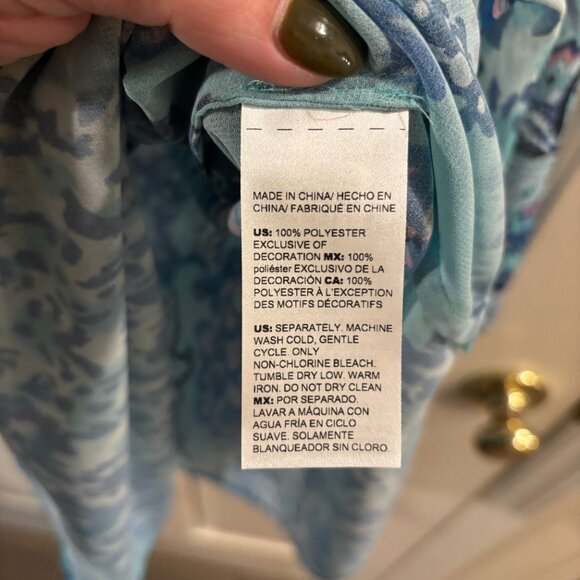 MADE IN CHINA/ HECHO EN
CHINA/ FABRIQUÉ EN CHINE
US: 100% POLYESTER
EXCLUSIVE OF
DECORATION MX: 100%
poliéster EXCLUSIVO DE LA
DECORACIÓN CA: 100%
POLYESTER À L'EXCEPTION
DES MOTIFS DÉCORATIFS
US: SEPARATELY. MACHINE
WASH COLD, GENTLE
CYCLE. ONLY
NON-CHLORINE BLEACH.
TUMBLE DRY LOW. WARM
IRON. DO NOT DRY CLEAN
MX: POR SEPARADO.
LAVAR A MÁQUINA CON
AGUA FRÍA EN CICLO
SUAVE. SOLAMENTE
BLANQUEADOR SIN CLORO.